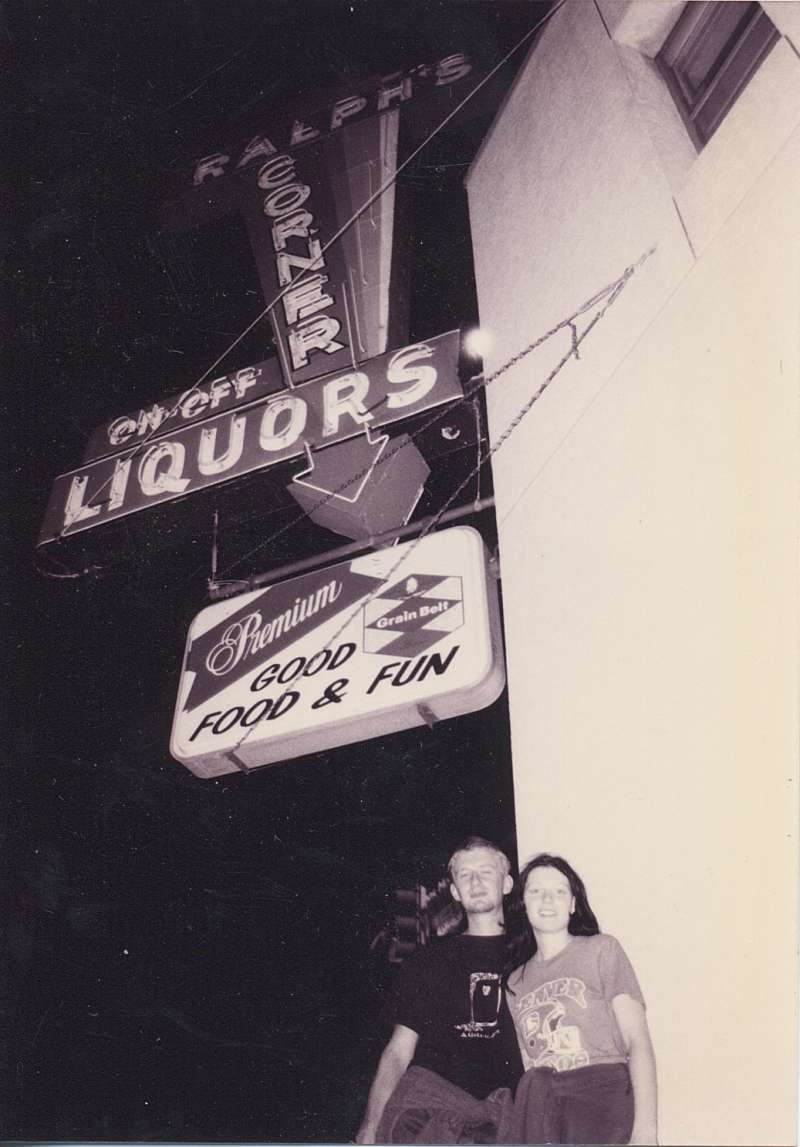 RALPH'S
CORNER
ON-OFF
LIQUORS
Premium
Grain Belt
GOOD
FOOD & FUN